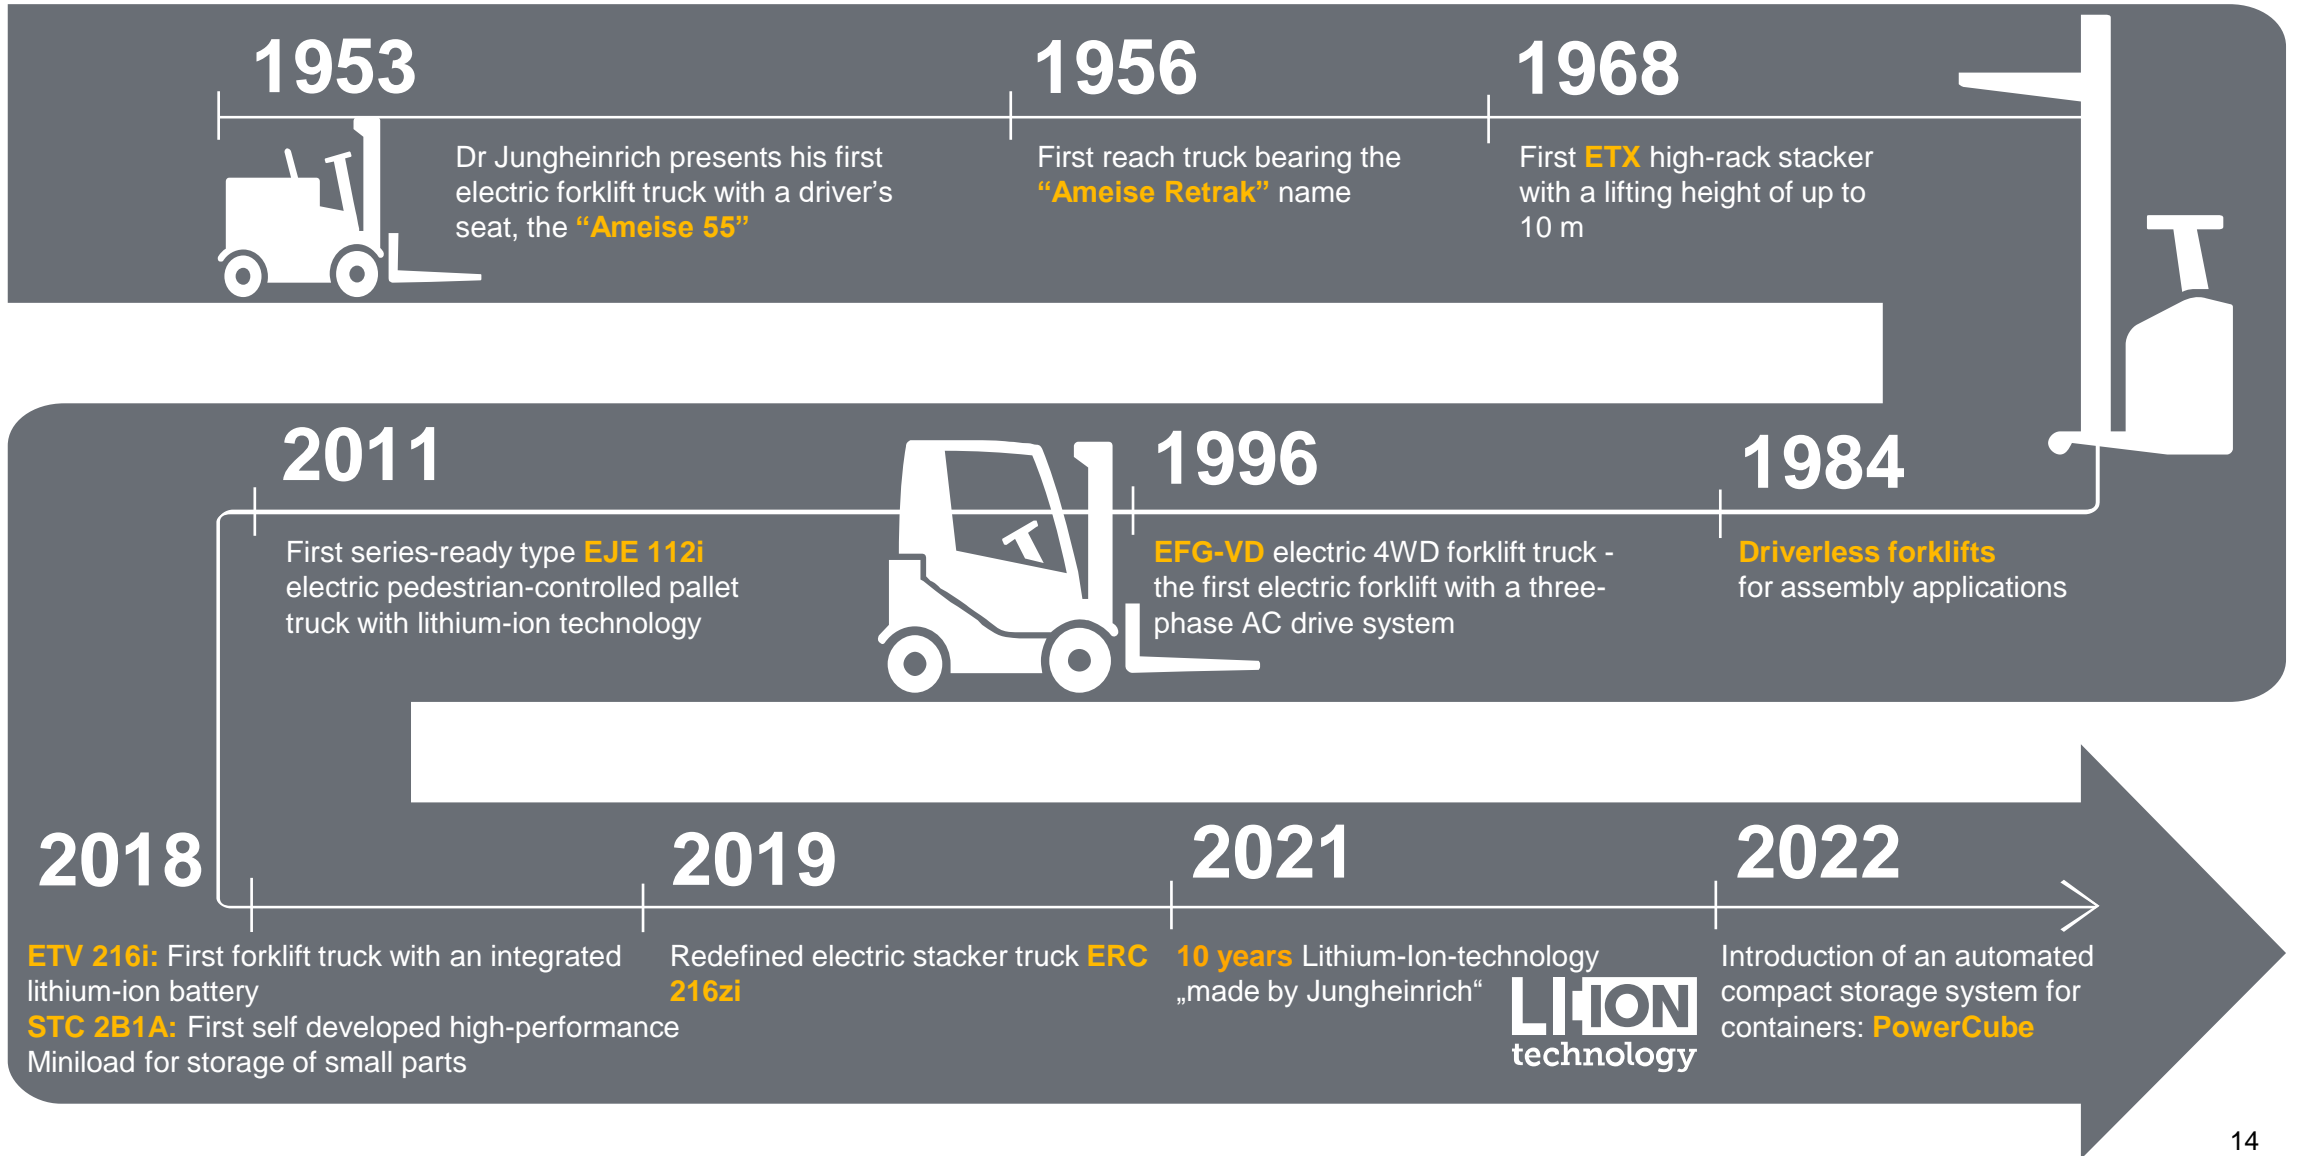 1953
Dr Jungheinrich presents his first
electric forklift truck with a driver’s
seat, the “Ameise 55”
1956
First reach truck bearing the
“Ameise Retrak” name
1968
First ETX high-rack stacker
with a lifting height of up to
10 m
1984
Driverless forklifts
for assembly applications
1996
EFG-VD electric 4WD forklift truck -
the first electric forklift with a three-
phase AC drive system
2011
First series-ready type EJE 112i
electric pedestrian-controlled pallet
truck with lithium-ion technology
2018
ETV 216i: First forklift truck with an integrated
lithium-ion battery
STC 2B1A: First self developed high-performance
Miniload for storage of small parts
2019
Redefined electric stacker truck ERC
216zi
2021
10 years Lithium-Ion-technology
„made by Jungheinrich“
LI-ION
technology
2022
Introduction of an automated
compact storage system for
containers: PowerCube
14